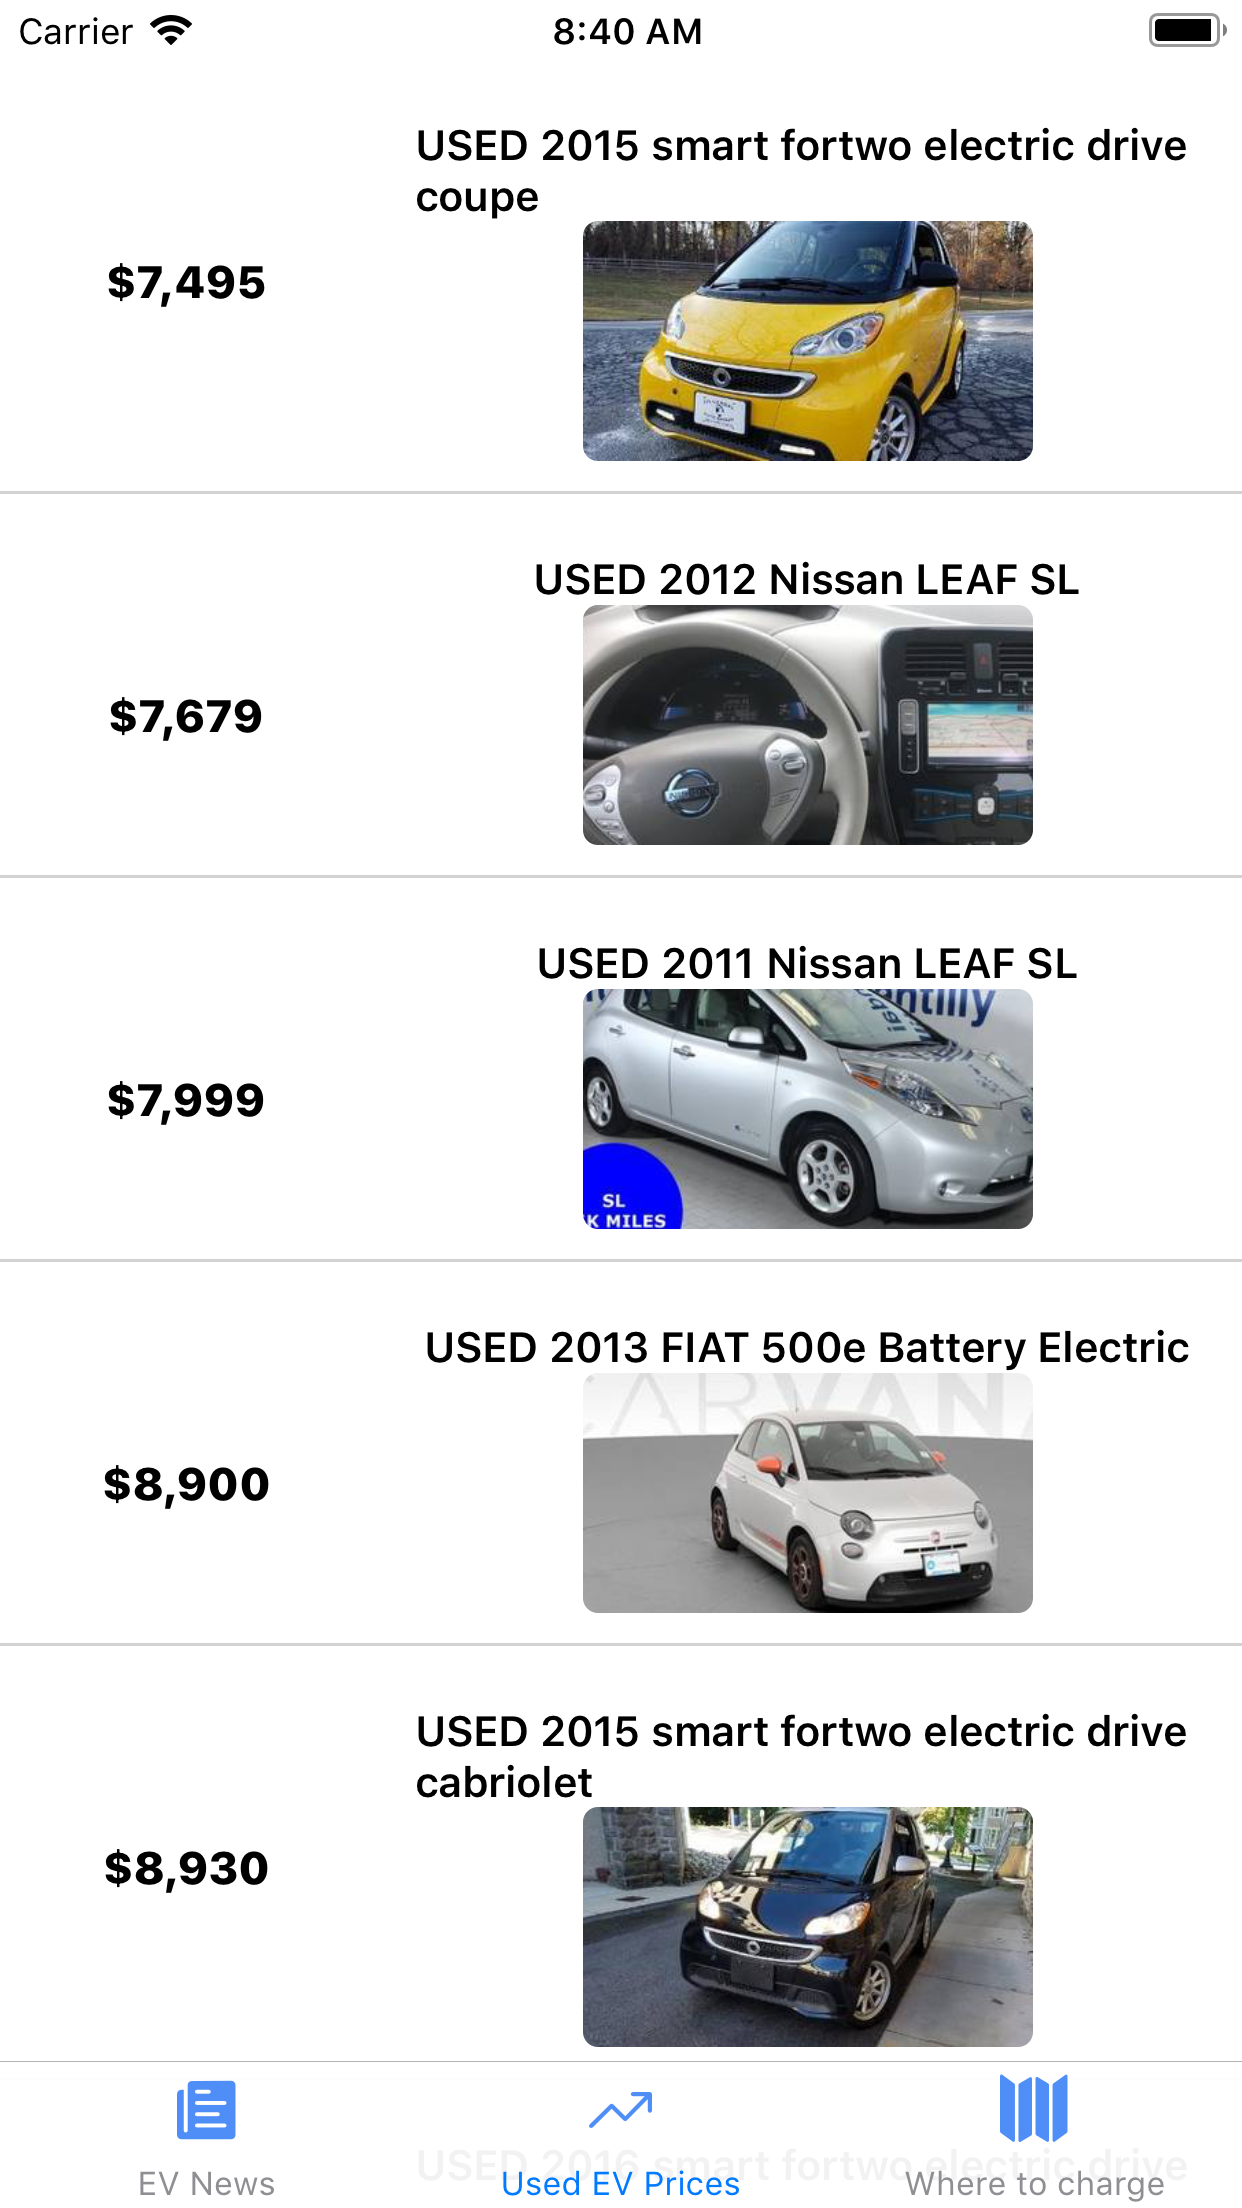 Carrier
8:40 AM
USED 2015 smart fortwo electric drive
coupe
$7,495
USED 2012 Nissan LEAF SL
$7,679
USED 2011 Nissan LEAF SL
ntilly
SL
K MILES
$7,999
USED 2013 FIAT 500e Battery Electric
ARVANA
$8,900
USED 2015 smart fortwo electric drive
cabriolet
$8,930
USED 2016 smart fortwo electric drive
EV News
Used EV Prices
Where to charge